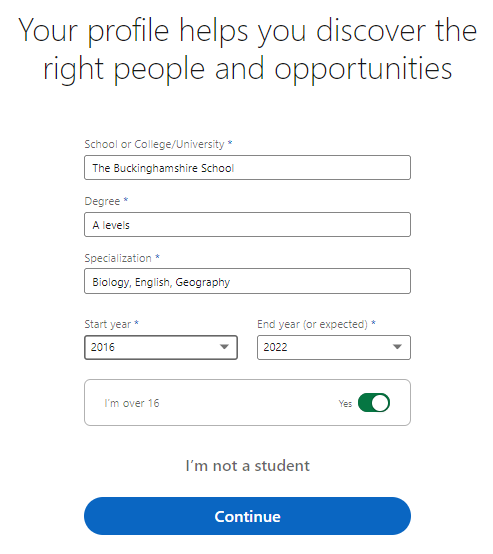 Your profile helps you discover the
right people and opportunities
School or College/University *
The Buckinghamshire School
Degree *
A levels
Specialization *
Biology, English, Geography
Start year *
End year (or expected) *
2016
2022
I'm over 16
Yes
I'm not a student
Continue